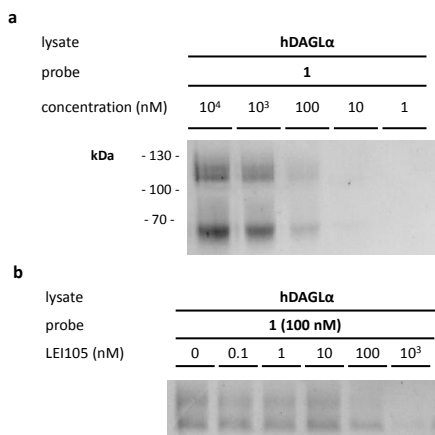 a
lysate hDAGLα
probe 1
concentration (nM) 10⁴ 10³ 100 10 1
kDa - 130 -
- 100 -
- 70 -
b
lysate hDAGLα
probe 1 (100 nM)
LEI105 (nM) 0 0.1 1 10 100 10³